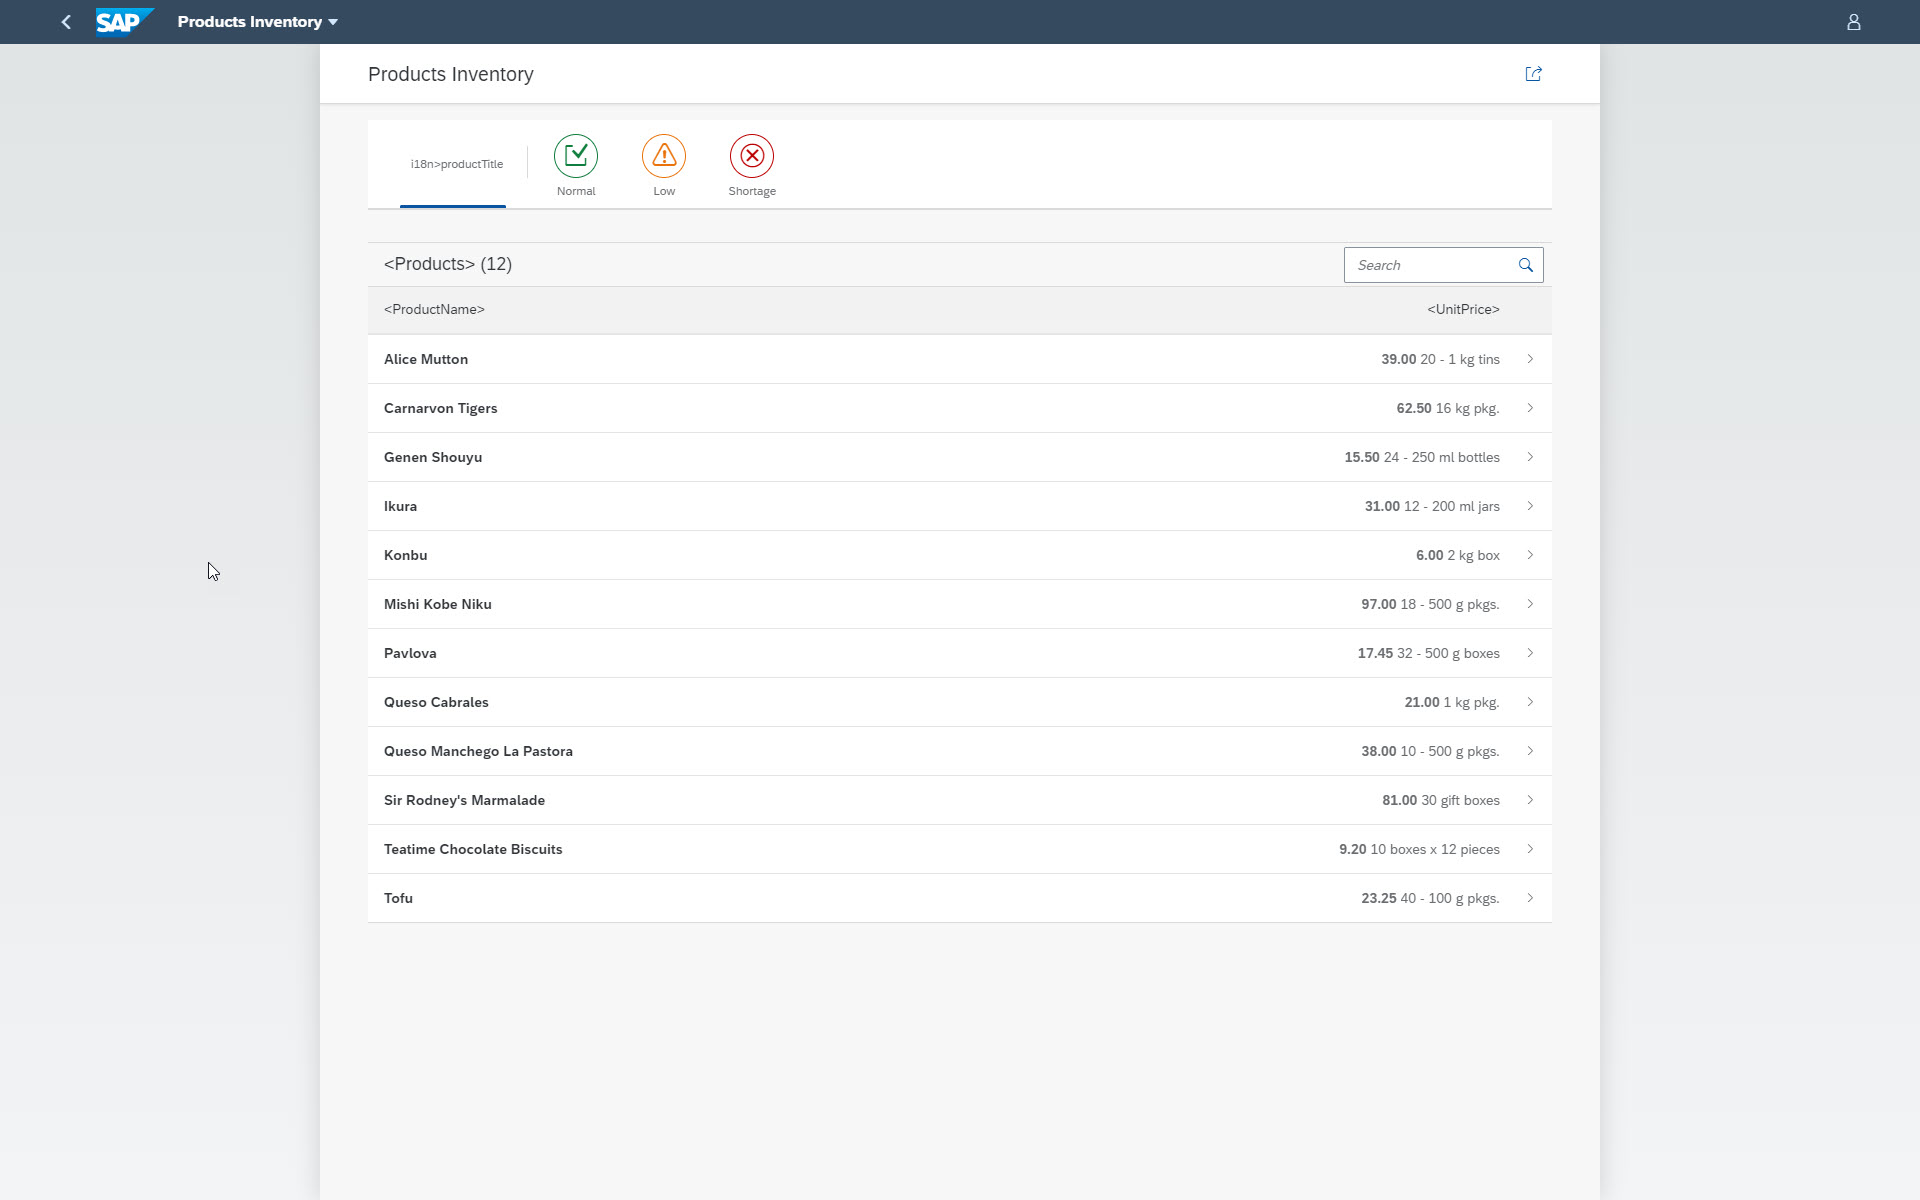 SAP Products Inventory
Products Inventory
i18n>productTitle
Normal
Low
Shortage
<Products> (12)
Search
<ProductName> <UnitPrice>
Alice Mutton 39.00 20 - 1 kg tins
Carnarvon Tigers 62.50 16 kg pkg.
Genen Shouyu 15.50 24 - 250 ml bottles
Ikura 31.00 12 - 200 ml jars
Konbu 6.00 2 kg box
Mishi Kobe Niku 97.00 18 - 500 g pkgs.
Pavlova 17.45 32 - 500 g boxes
Queso Cabrales 21.00 1 kg pkg.
Queso Manchego La Pastora 38.00 10 - 500 g pkgs.
Sir Rodney's Marmalade 81.00 30 gift boxes
Teatime Chocolate Biscuits 9.20 10 boxes x 12 pieces
Tofu 23.25 40 - 100 g pkgs.